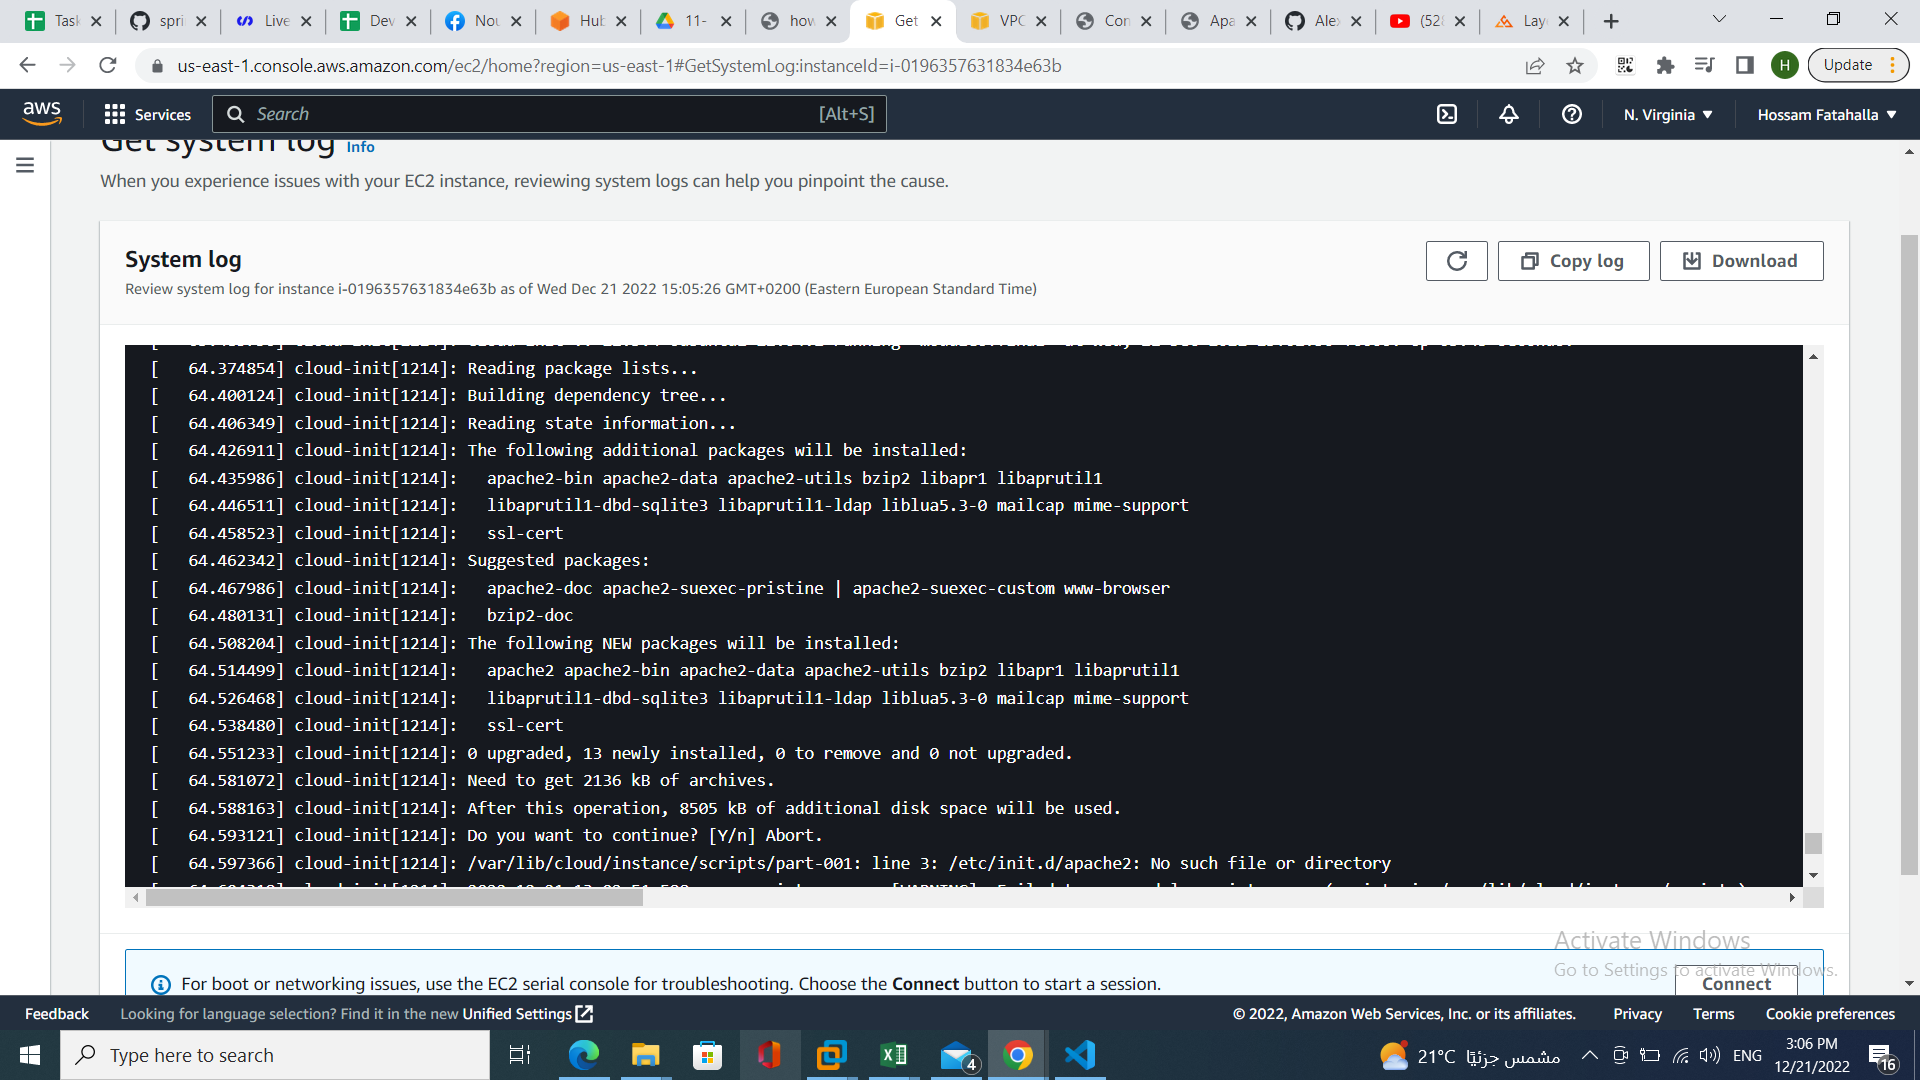 Task
spri
Live
Dev
Nou
Hub
11-
how
Get
VPC
Con
Apa
Ale
(528
Lay
us-east-1.console.aws.amazon.com/ec2/home?region=us-east-1#GetSystemLog:instanceId=i-0196357631834e63b
H
Update
aws
Services
Search
[Alt+S]
N. Virginia
Hossam Fatahalla
Get system log Info
When you experience issues with your EC2 instance, reviewing system logs can help you pinpoint the cause.
System log
Copy log
Download
Review system log for instance i-0196357631834e63b as of Wed Dec 21 2022 15:05:26 GMT+0200 (Eastern European Standard Time)
[   64.374854] cloud-init[1214]: Reading package lists...
[   64.400124] cloud-init[1214]: Building dependency tree...
[   64.406349] cloud-init[1214]: Reading state information...
[   64.426911] cloud-init[1214]: The following additional packages will be installed:
[   64.435986] cloud-init[1214]:   apache2-bin apache2-data apache2-utils bzip2 libapr1 libaprutil1
[   64.446511] cloud-init[1214]:   libaprutil1-dbd-sqlite3 libaprutil1-ldap liblua5.3-0 mailcap mime-support
[   64.458523] cloud-init[1214]:   ssl-cert
[   64.462342] cloud-init[1214]: Suggested packages:
[   64.467986] cloud-init[1214]:   apache2-doc apache2-suexec-pristine | apache2-suexec-custom www-browser
[   64.480131] cloud-init[1214]:   bzip2-doc
[   64.508204] cloud-init[1214]: The following NEW packages will be installed:
[   64.514499] cloud-init[1214]:   apache2 apache2-bin apache2-data apache2-utils bzip2 libapr1 libaprutil1
[   64.526468] cloud-init[1214]:   libaprutil1-dbd-sqlite3 libaprutil1-ldap liblua5.3-0 mailcap mime-support
[   64.538480] cloud-init[1214]:   ssl-cert
[   64.551233] cloud-init[1214]: 0 upgraded, 13 newly installed, 0 to remove and 0 not upgraded.
[   64.581072] cloud-init[1214]: Need to get 2136 kB of archives.
[   64.588163] cloud-init[1214]: After this operation, 8505 kB of additional disk space will be used.
[   64.593121] cloud-init[1214]: Do you want to continue? [Y/n] Abort.
[   64.597366] cloud-init[1214]: /var/lib/cloud/instance/scripts/part-001: line 3: /etc/init.d/apache2: No such file or directory
Activate Windows
Go to Settings to activate Windows.
For boot or networking issues, use the EC2 serial console for troubleshooting. Choose the Connect button to start a session.
Connect
Feedback
Looking for language selection? Find it in the new Unified Settings
© 2022, Amazon Web Services, Inc. or its affiliates.
Privacy
Terms
Cookie preferences
Type here to search
4
21°C مشمس جزئيًا
ENG
3:06 PM
12/21/2022
16